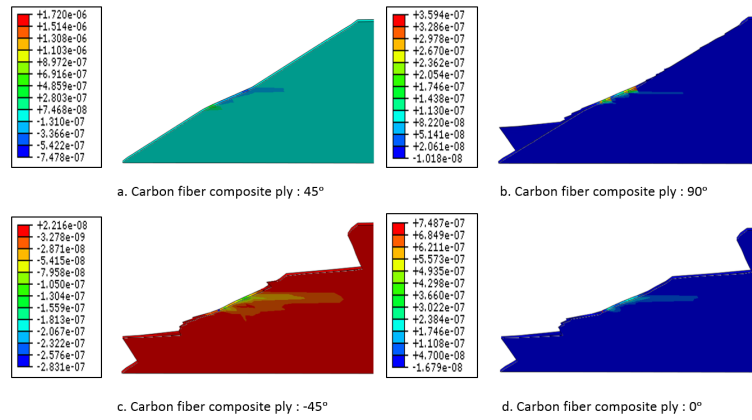 +1.720e-06
+1.514e-06
+1.308e-06
+1.103e-06
+8.972e-07
+6.916e-07
+4.859e-07
+2.803e-07
+7.468e-08
-1.310e-07
-3.366e-07
-5.422e-07
-7.478e-07
a. Carbon fiber composite ply : 45°
+3.594e-07
+3.286e-07
+2.978e-07
+2.670e-07
+2.362e-07
+2.054e-07
+1.746e-07
+1.438e-07
+1.130e-07
+8.220e-08
+5.141e-08
+2.061e-08
-1.018e-08
b. Carbon fiber composite ply : 90°
+2.216e-08
-3.278e-09
-2.871e-08
-5.415e-08
-7.958e-08
-1.050e-07
-1.304e-07
-1.559e-07
-1.813e-07
-2.067e-07
-2.322e-07
-2.576e-07
-2.831e-07
c. Carbon fiber composite ply : -45°
+7.487e-07
+6.849e-07
+6.211e-07
+5.573e-07
+4.935e-07
+4.298e-07
+3.660e-07
+3.022e-07
+2.384e-07
+1.746e-07
+1.108e-07
+4.700e-08
-1.679e-08
d. Carbon fiber composite ply : 0°